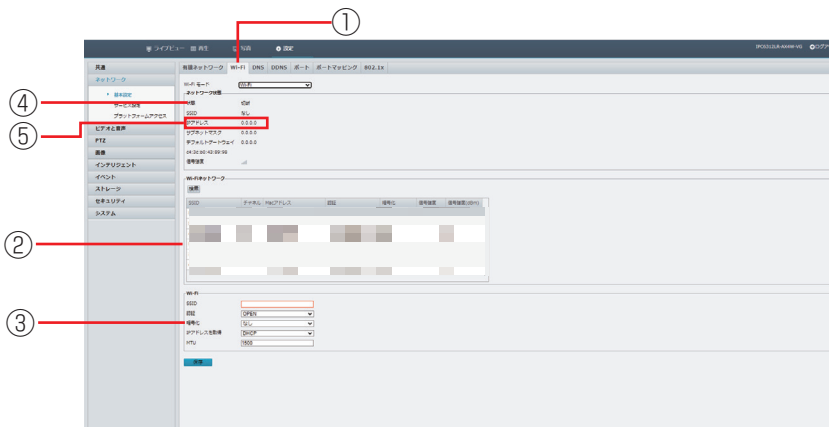 ①
ライブビュー 再生 写真 設定 IPC6312LR-AX4W-VG ログア
共通 有線ネットワーク Wi-Fi DNS DDNS ポート ポートマッピング 802.1x
ネットワーク
基本設定
サービス設定
プラットフォームアクセス
ビデオと音声
PTZ
画像
インテリジェント
イベント
ストレージ
セキュリティ
システム
Wi-Fi モード Wi-Fi
ネットワーク状態
④
状態 切断
SSID なし
⑤
IPアドレス 0.0.0.0
サブネットマスク 0.0.0.0
デフォルトゲートウェイ 0.0.0.0
信号強度
Wi-Fiネットワーク
検索
SSID チャネル Macアドレス 認証 暗号化 信号強度 信号強度(dBm)
②
Wi-Fi
SSID
認証 OPEN
③
暗号化 なし
IPアドレスを取得 DHCP
MTU 1500
保存